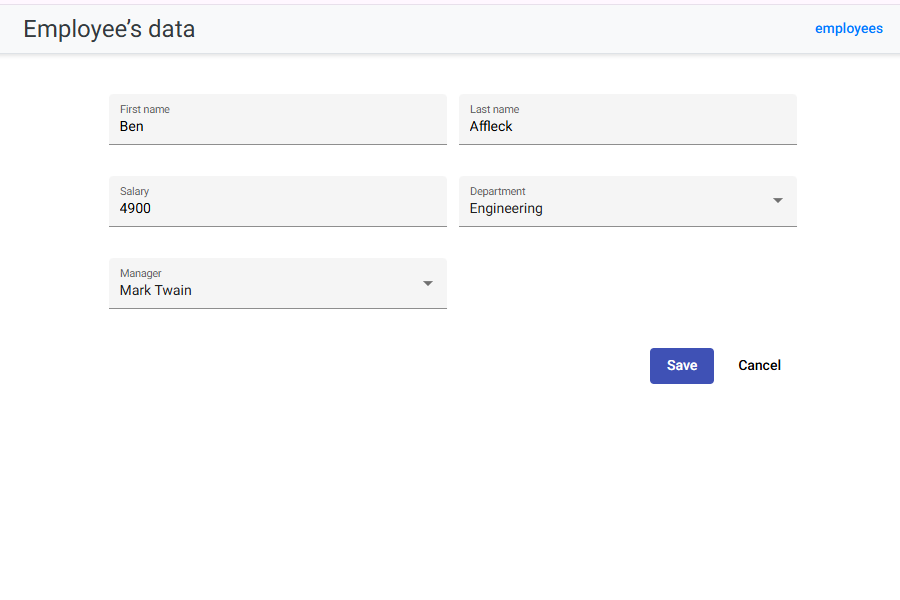 Employee’s data
employees
First name
Ben
Last name
Affleck
Salary
4900
Department
Engineering
Manager
Mark Twain
Save
Cancel